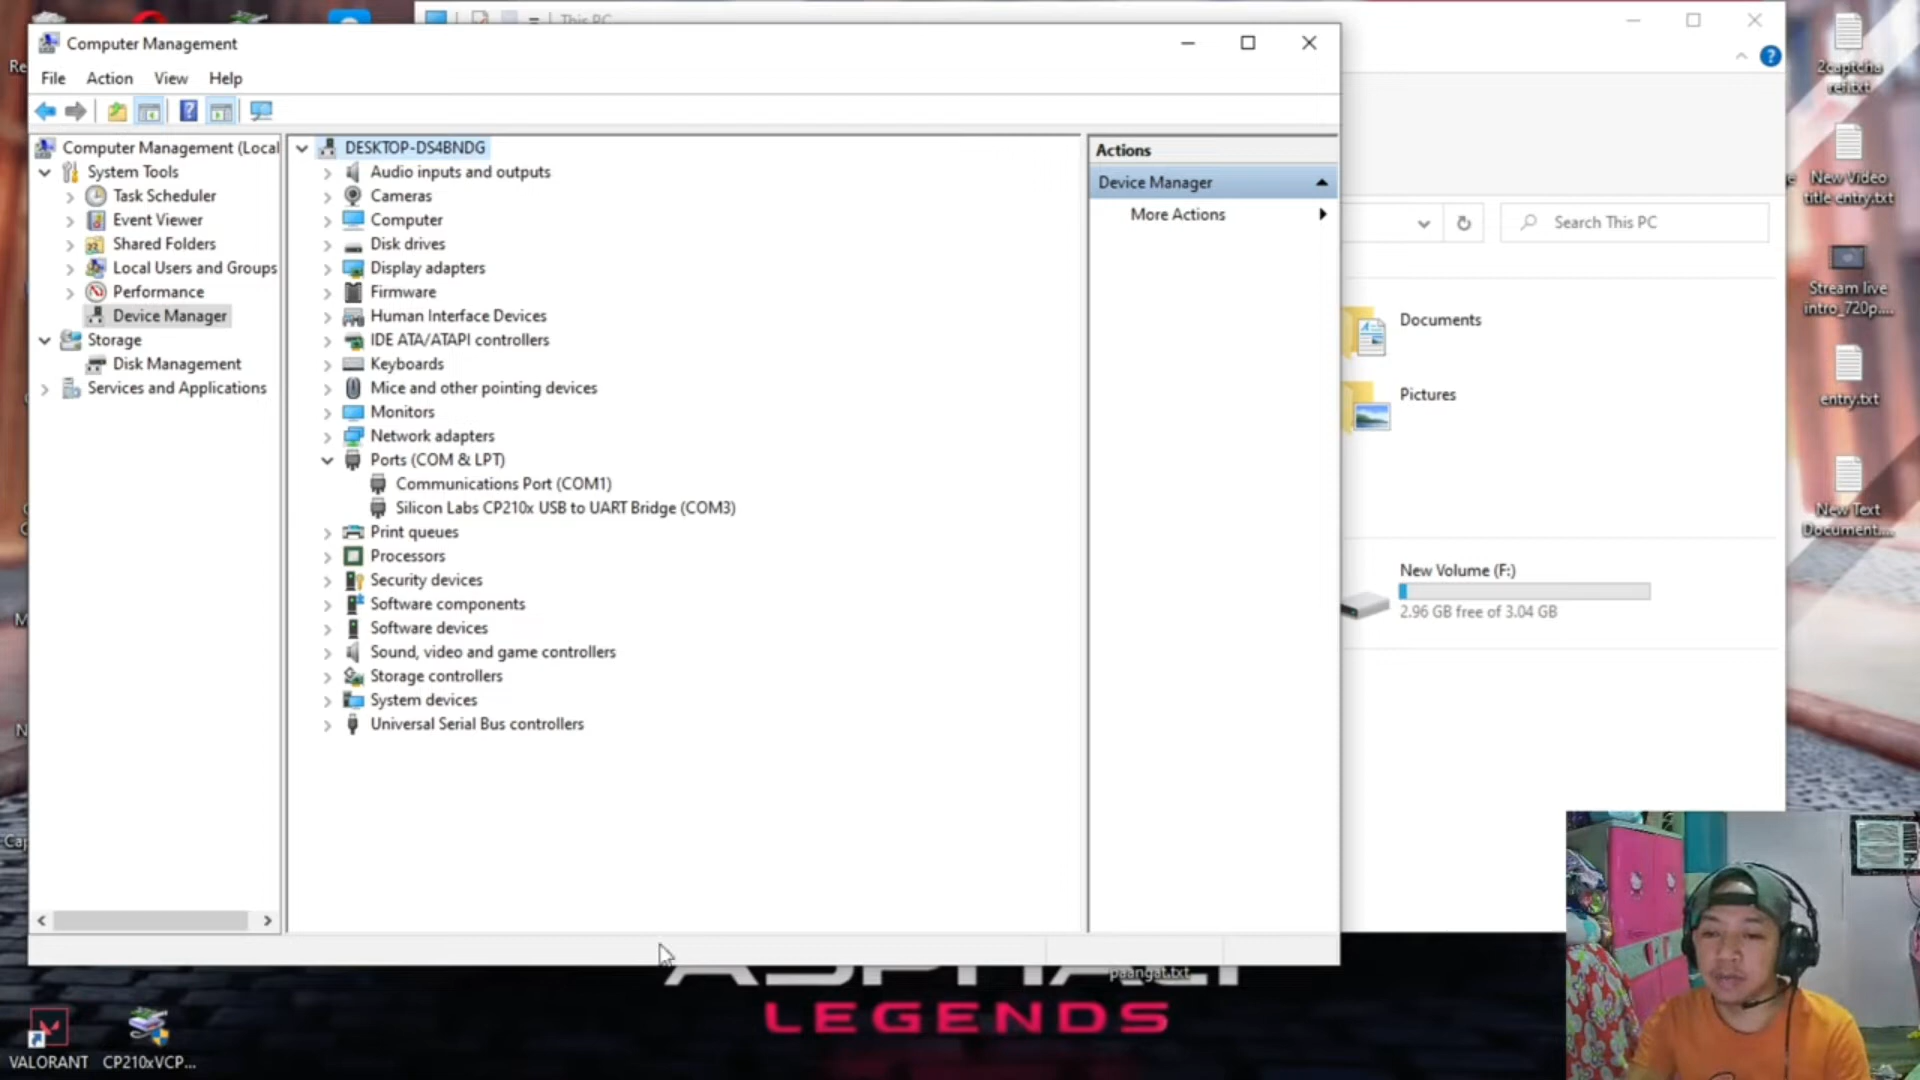 This PC
Computer Management
File Action View Help
Computer Management (Local
System Tools
Task Scheduler
Event Viewer
Shared Folders
Local Users and Groups
Performance
Device Manager
Storage
Disk Management
Services and Applications
DESKTOP-DS4BNDG
Audio inputs and outputs
Cameras
Computer
Disk drives
Display adapters
Firmware
Human Interface Devices
IDE ATA/ATAPI controllers
Keyboards
Mice and other pointing devices
Monitors
Network adapters
Ports (COM & LPT)
Communications Port (COM1)
Silicon Labs CP210x USB to UART Bridge (COM3)
Print queues
Processors
Security devices
Software components
Software devices
Sound, video and game controllers
Storage controllers
System devices
Universal Serial Bus controllers
Actions
Device Manager
More Actions
Search This PC
Documents
Pictures
New Volume (F:)
2.96 GB free of 3.04 GB
2captcha
New Video
title entry.txt
Stream live
intro_720p....
entry.txt
New Text
Document....
paangat.txt
LEGENDS
VALORANT
CP210xVCP...